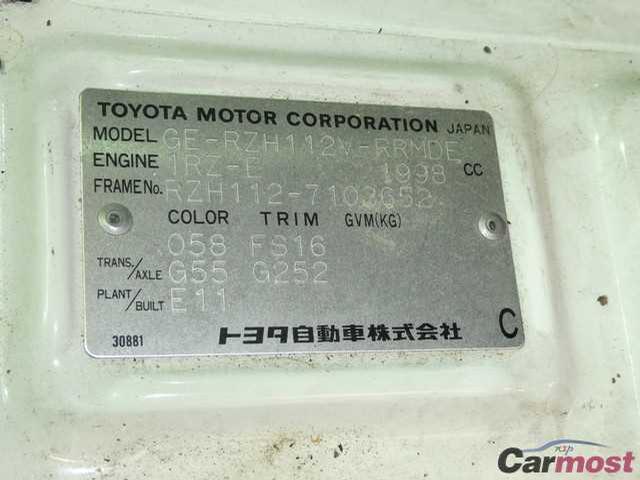 TOYOTA MOTOR CORPORATION JAPAN
MODEL GE-RZH112V-RRMDE
ENGINE 1RZ-E 1998 CC
FRAME No. RZH112-7103652
COLOR TRIM GVM(KG)
058 FS16
TRANS./AXLE G55 G252
PLANT/BUILT E11
30881 トヨタ自動車株式会社 C
Carmost